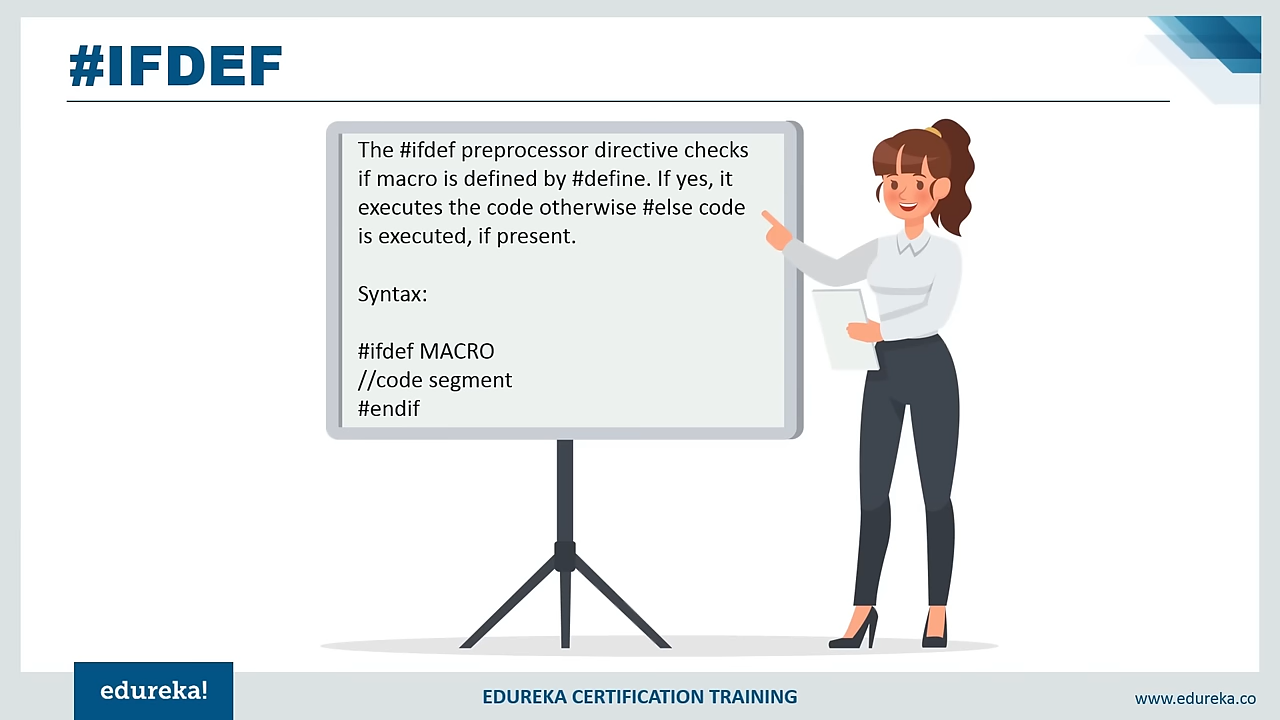 #IFDEF
The #ifdef preprocessor directive checks
if macro is defined by #define. If yes, it
executes the code otherwise #else code
is executed, if present.
Syntax:
#ifdef MACRO
//code segment
#endif
edureka!
EDUREKA CERTIFICATION TRAINING
www.edureka.co